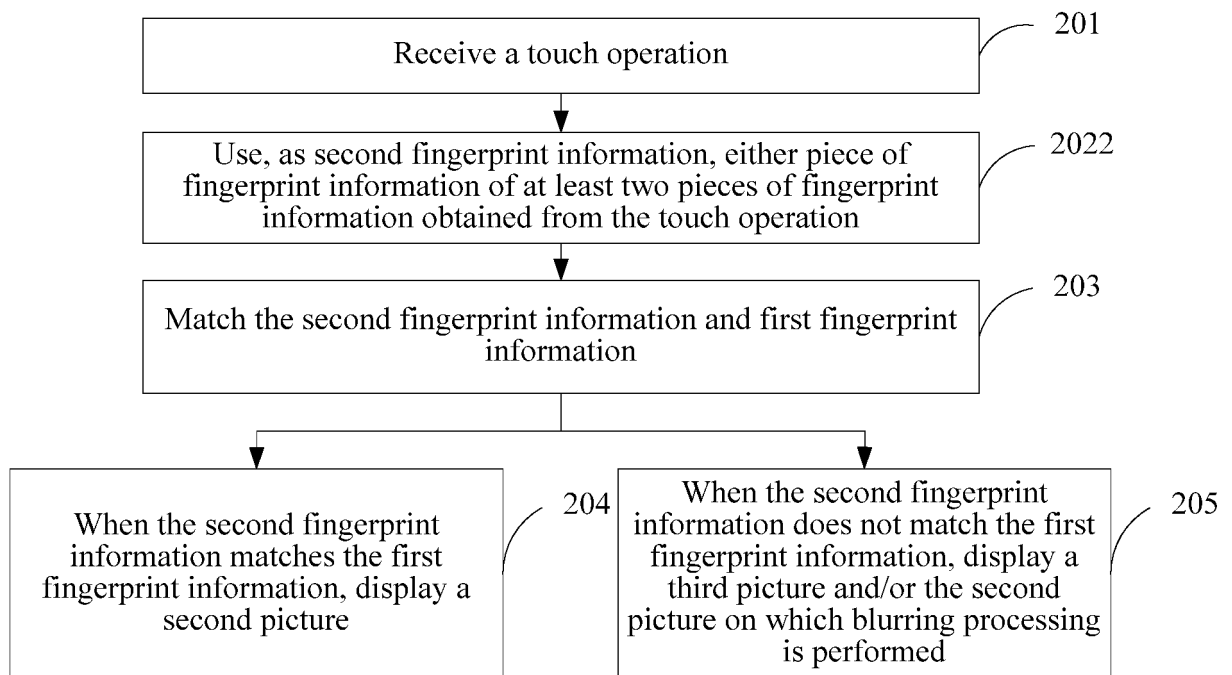 201
Receive a touch operation
2022
Use, as second fingerprint information, either piece of
fingerprint information of at least two pieces of fingerprint
information obtained from the touch operation
203
Match the second fingerprint information and first fingerprint
information
204
When the second fingerprint
information matches the first
fingerprint information, display a
second picture
205
When the second fingerprint
information does not match the first
fingerprint information, display a
third picture and/or the second
picture on which blurring processing
is performed